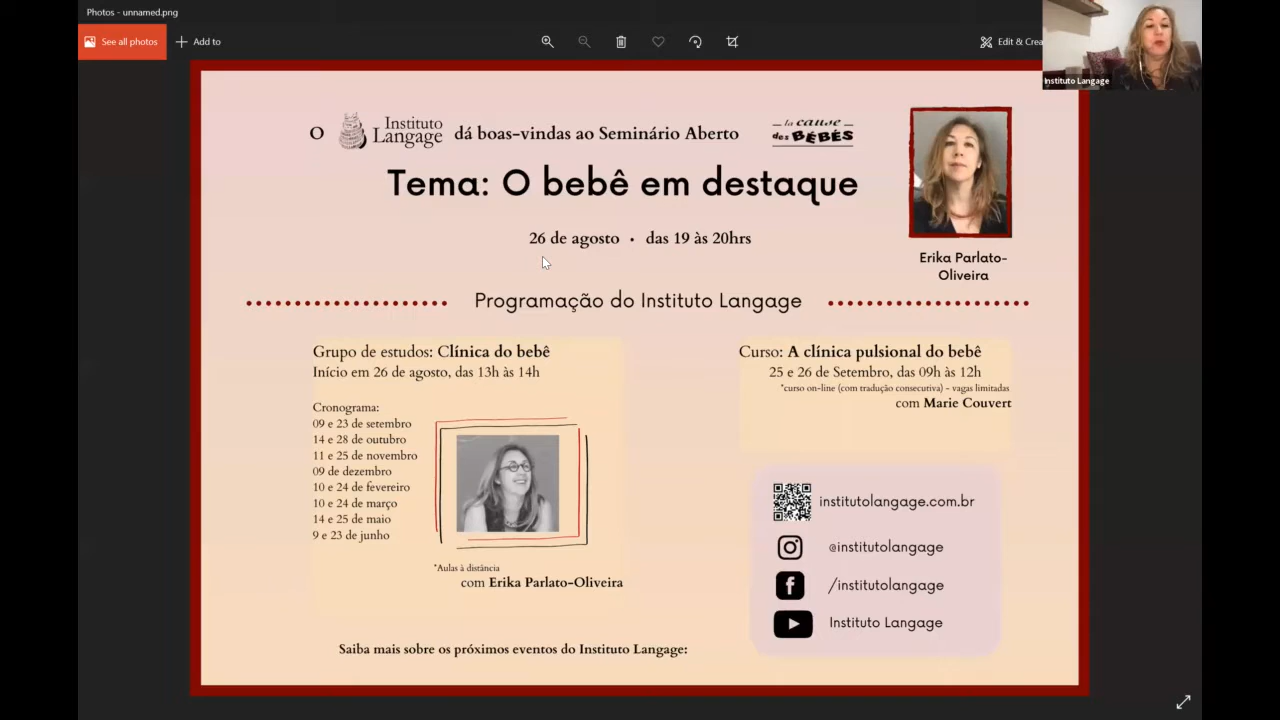 Photos - unnamed.png
See all photos
Add to
Edit & Crea
Instituto Langage
O Instituto Langage dá boas-vindas ao Seminário Aberto la cause des BÉBÉS
Tema: O bebê em destaque
26 de agosto • das 19 às 20hrs
Erika Parlato-
Oliveira
Programação do Instituto Langage
Grupo de estudos: Clínica do bebê
Início em 26 de agosto, das 13h às 14h
Cronograma:
09 e 23 de setembro
14 e 28 de outubro
11 e 25 de novembro
09 de dezembro
10 e 24 de fevereiro
10 e 24 de março
14 e 25 de maio
9 e 23 de junho
*Aulas à distância
com Erika Parlato-Oliveira
Curso: A clínica pulsional do bebê
25 e 26 de Setembro, das 09h às 12h
*curso on-line (com tradução consecutiva) - vagas limitadas
com Marie Couvert
institutolangage.com.br
@institutolangage
/institutolangage
Instituto Langage
Saiba mais sobre os próximos eventos do Instituto Langage: